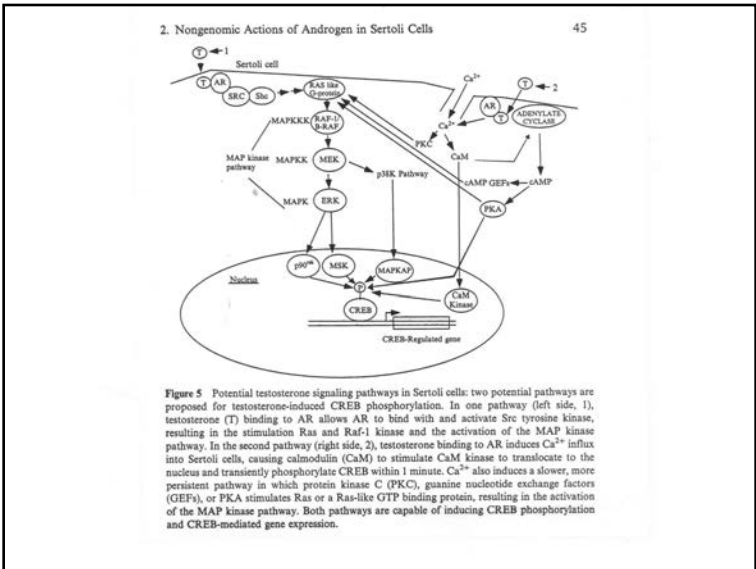 2. Nongenomic Actions of Androgen in Sertoli Cells 45
T 1
Sertoli cell
T AR
SRC Shc
RAS like
G-protein
Ca2+
T 2
AR
T
ADENYLATE
CYCLASE
Ca2+
PKC
CaM
MAPKKK RAF-1/
B-RAF
MAP kinase
pathway
MAPKK MEK
p38K Pathway
cAMP GEFs cAMP
PKA
MAPK ERK
Nucleus
p90rsk MSK MAPKAP
P
CREB
CaM
Kinase
CREB-Regulated gene
Figure 5 Potential testosterone signaling pathways in Sertoli cells: two potential pathways are
proposed for testosterone-induced CREB phosphorylation. In one pathway (left side, 1),
testosterone (T) binding to AR allows AR to bind with and activate Src tyrosine kinase,
resulting in the stimulation Ras and Raf-1 kinase and the activation of the MAP kinase
pathway. In the second pathway (right side, 2), testosterone binding to AR induces Ca2+ influx
into Sertoli cells, causing calmodulin (CaM) to stimulate CaM kinase to translocate to the
nucleus and transiently phosphorylate CREB within 1 minute. Ca2+ also induces a slower, more
persistent pathway in which protein kinase C (PKC), guanine nucleotide exchange factors
(GEFs), or PKA stimulates Ras or a Ras-like GTP binding protein, resulting in the activation
of the MAP kinase pathway. Both pathways are capable of inducing CREB phosphorylation
and CREB-mediated gene expression.